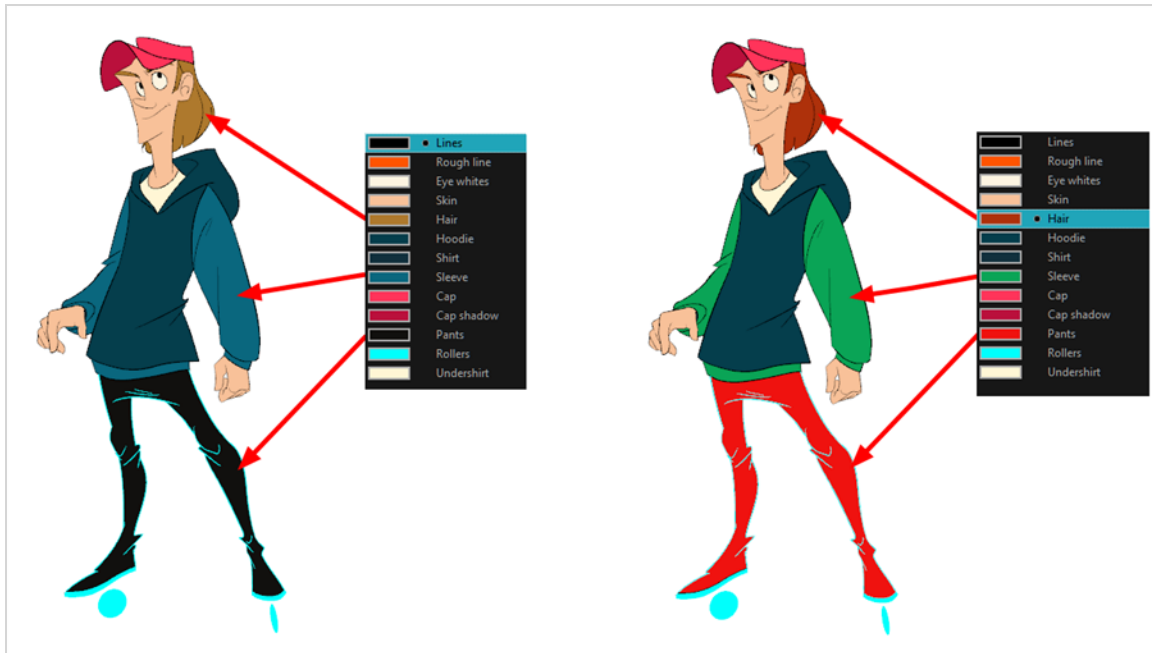 Lines
Rough line
Eye whites
Skin
Hair
Hoodie
Shirt
Sleeve
Cap
Cap shadow
Pants
Rollers
Undershirt
Lines
Rough line
Eye whites
Skin
Hair
Hoodie
Shirt
Sleeve
Cap
Cap shadow
Pants
Rollers
Undershirt